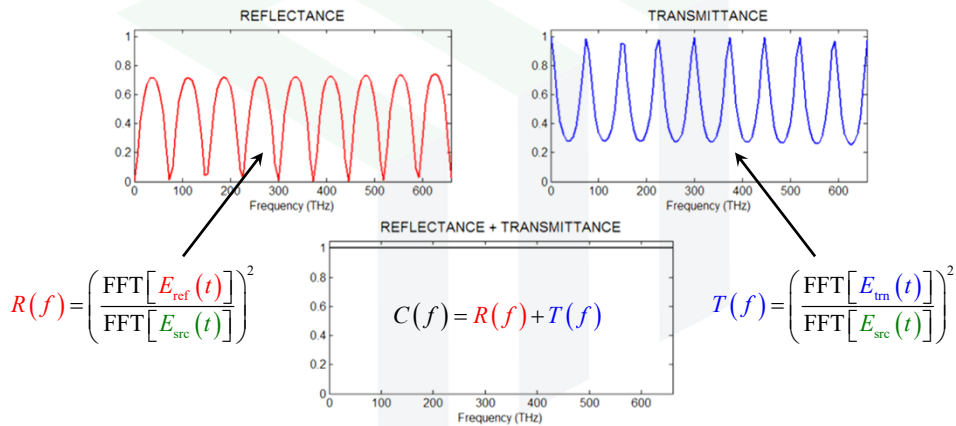 REFLECTANCE
1
0.8
0.6
0.4
0.2
0
0 100 200 300 400 500 600
Frequency (THz)
TRANSMITTANCE
1
0.8
0.6
0.4
0.2
0
0 100 200 300 400 500 600
Frequency (THz)
R(f) = (FFT[E_ref(t)] / FFT[E_src(t)])²
REFLECTANCE + TRANSMITTANCE
1
0.8
0.6
0.4
0.2
0
C(f) = R(f) + T(f)
0 100 200 300 400 500 600
Frequency (THz)
T(f) = (FFT[E_trn(t)] / FFT[E_src(t)])²